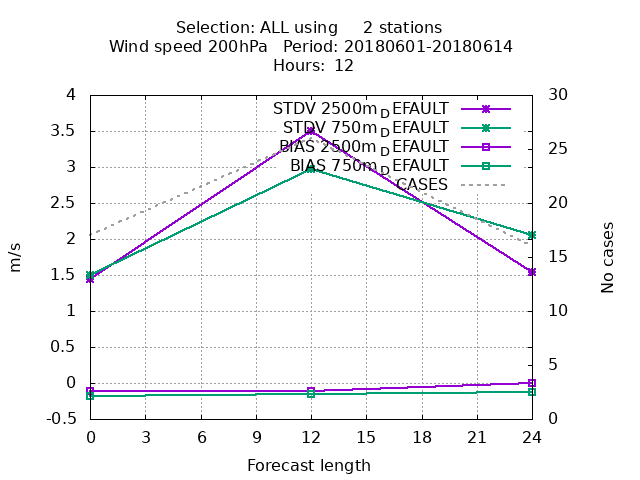 Selection: ALL using     2 stations
Wind speed 200hPa   Period: 20180601-20180614
Hours: 12
4
3.5
3
2.5
2
1.5
1
0.5
0
-0.5
m/s
STDV 2500m_DEFAULT
STDV 750m_DEFAULT
BIAS 2500m_DEFAULT
BIAS 750m_DEFAULT
CASES
30
25
20
15
10
5
0
No cases
0 3 6 9 12 15 18 21 24
Forecast length